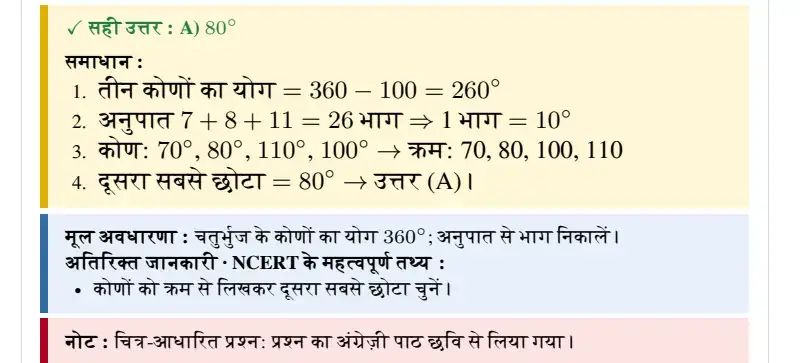 ✓ सही उत्तर : A) 80°
समाधान :
1. तीन कोणों का योग = 360 − 100 = 260°
2. अनुपात 7 + 8 + 11 = 26 भाग ⇒ 1 भाग = 10°
3. कोण: 70°, 80°, 110°, 100° → क्रम: 70, 80, 100, 110
4. दूसरा सबसे छोटा = 80° → उत्तर (A)।
मूल अवधारणा : चतुर्भुज के कोणों का योग 360°; अनुपात से भाग निकालें।
अतिरिक्त जानकारी · NCERT के महत्वपूर्ण तथ्य :
• कोणों को क्रम से लिखकर दूसरा सबसे छोटा चुनें।
नोट : चित्र-आधारित प्रश्न: प्रश्न का अंग्रेज़ी पाठ छवि से लिया गया।